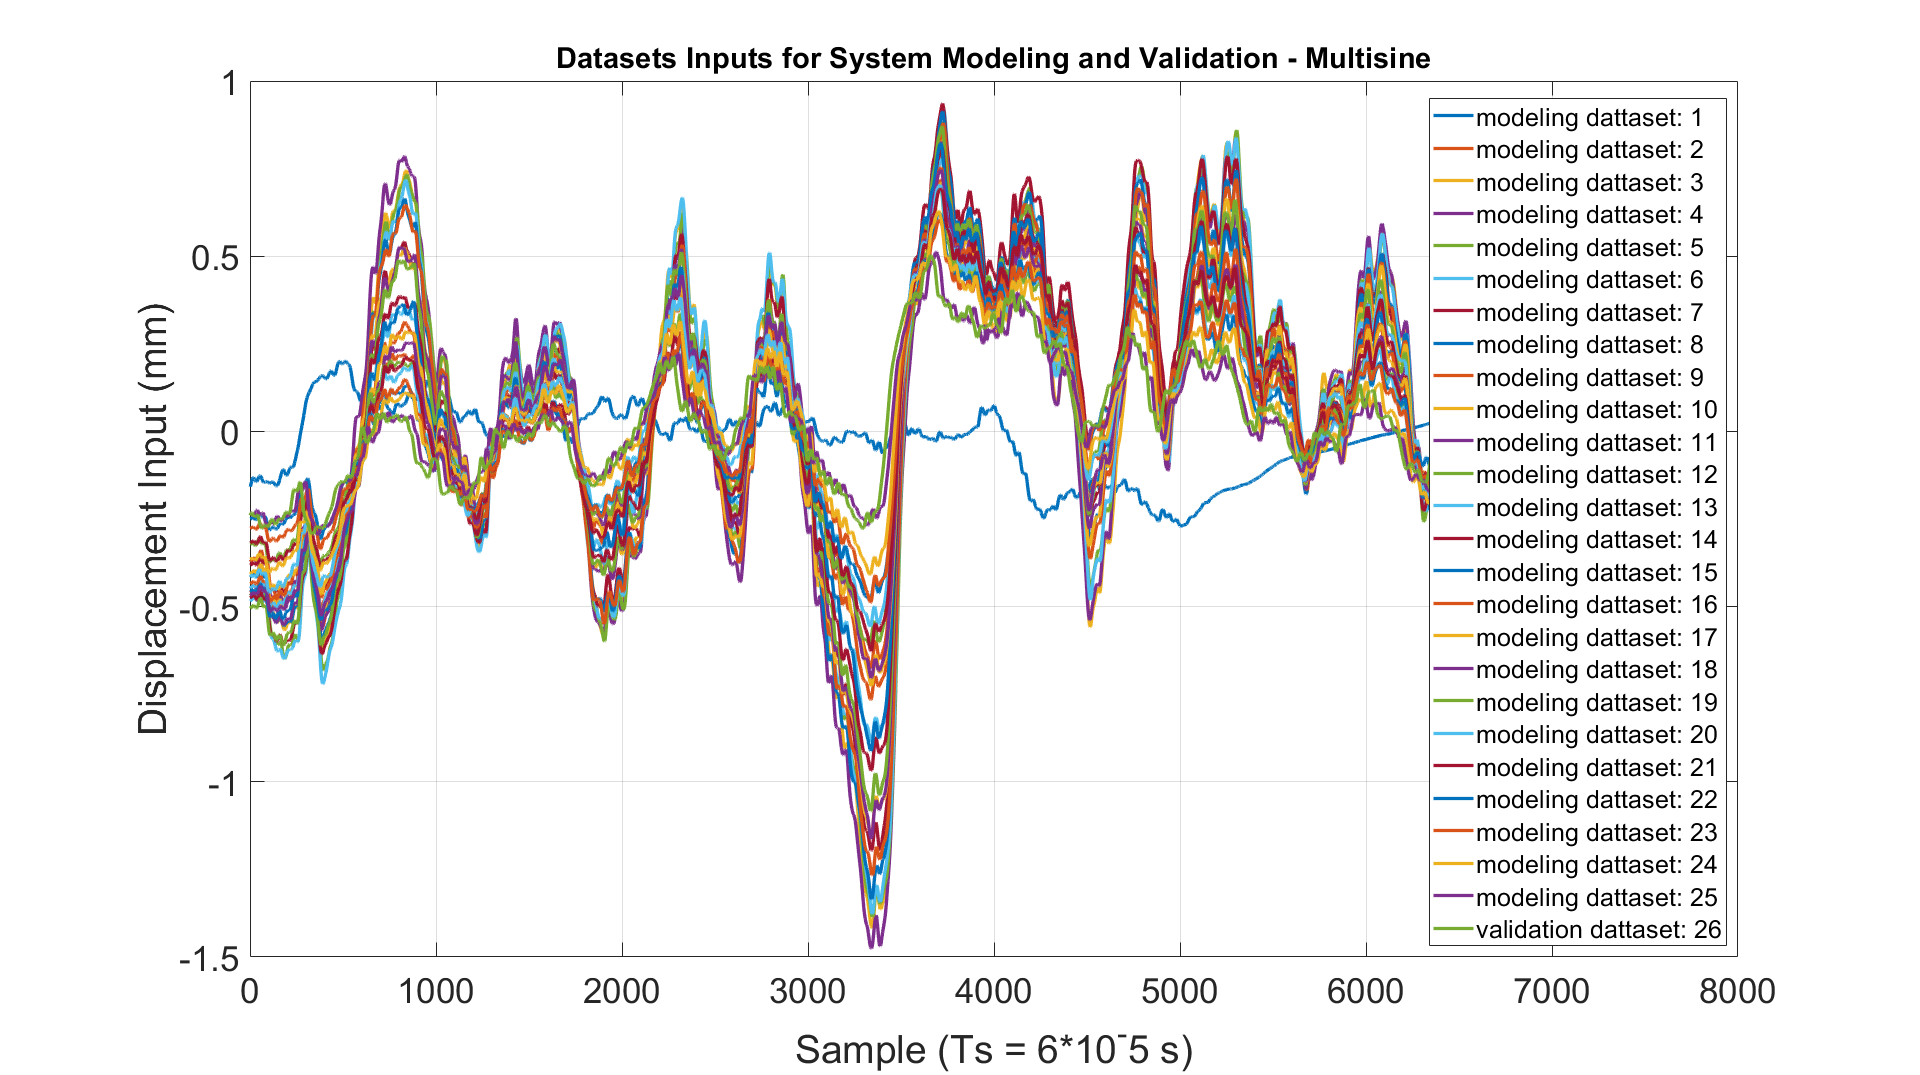 Datasets Inputs for System Modeling and Validation - Multisine
1
0.5
0
-0.5
-1
-1.5
Displacement Input (mm)
0 1000 2000 3000 4000 5000 6000 7000 8000
Sample (Ts = 6*10⁻5 s)
modeling dattaset: 1
modeling dattaset: 2
modeling dattaset: 3
modeling dattaset: 4
modeling dattaset: 5
modeling dattaset: 6
modeling dattaset: 7
modeling dattaset: 8
modeling dattaset: 9
modeling dattaset: 10
modeling dattaset: 11
modeling dattaset: 12
modeling dattaset: 13
modeling dattaset: 14
modeling dattaset: 15
modeling dattaset: 16
modeling dattaset: 17
modeling dattaset: 18
modeling dattaset: 19
modeling dattaset: 20
modeling dattaset: 21
modeling dattaset: 22
modeling dattaset: 23
modeling dattaset: 24
modeling dattaset: 25
validation dattaset: 26